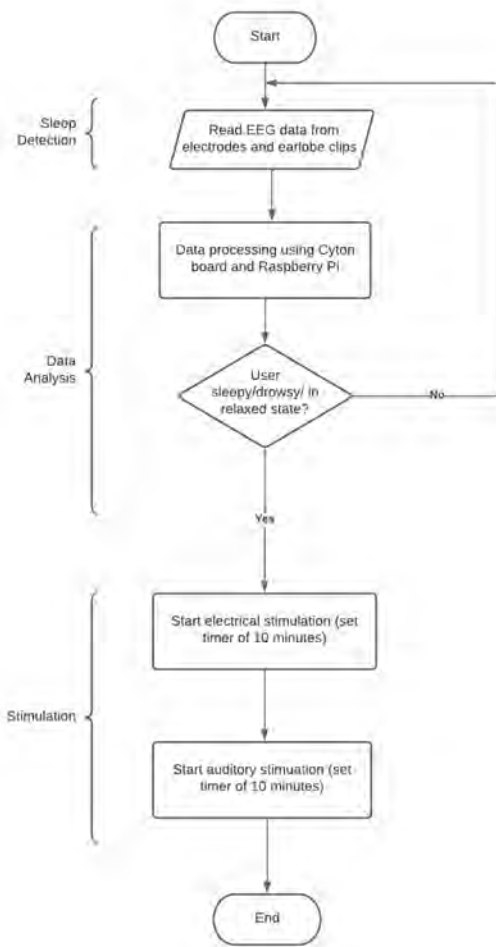 Start
Sleep
Detection
Read EEG data from
electrodes and earlobe clips
Data processing using Cyton
board and Raspberry Pi
Data
Analysis
User
sleepy/drowsy/ in
relaxed state?
No
Yes
Start electrical stimulation (set
timer of 10 minutes)
Stimulation
Start auditory stimuation (set
timer of 10 minutes)
End